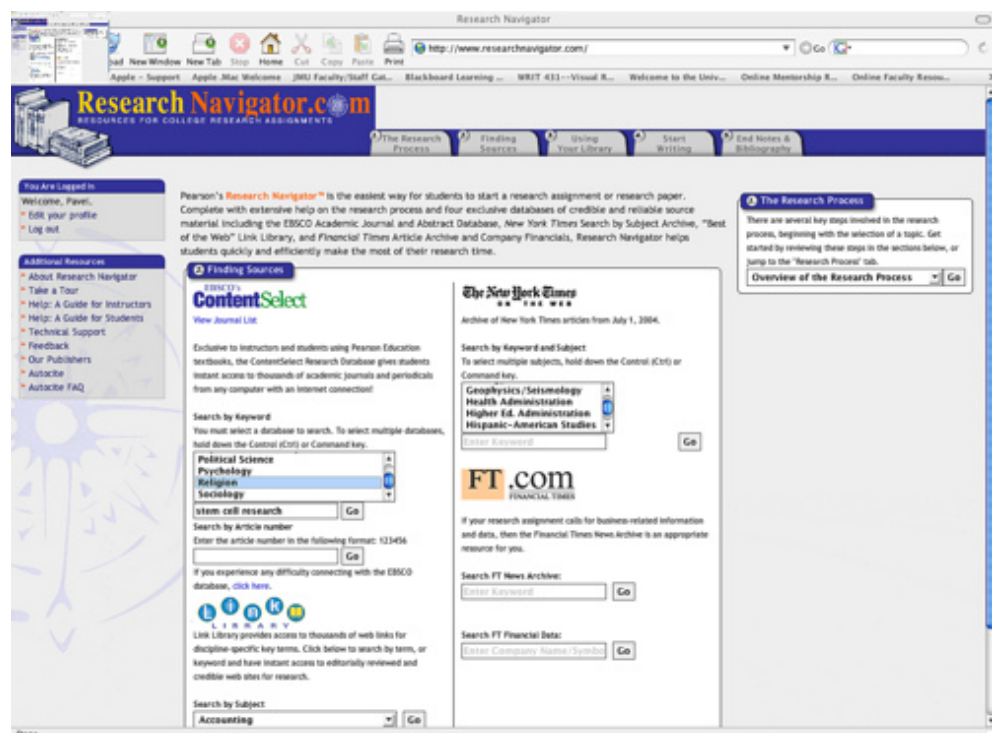 Research Navigator
New Window New Tab Stop Home Cut Copy Paste Print http://www.researchnavigator.com/ Go
Apple - Support Apple .Mac Welcome JMU Faculty/Staff Blackboard Learning ... WRIT 431--Visual R... Welcome to the Univ... Online Mentorship R... Online Faculty Resou...
Research Navigator.com
RESOURCES FOR COLLEGE RESEARCH ASSIGNMENTS
The Research Process
Finding Sources
Using Your Library
Start Writing
End Notes & Bibliography
You Are Logged In
Welcome, Pavel.
Edit your profile
Log out
Additional Resources
About Research Navigator
Take a Tour
Help: A Guide for Instructors
Help: A Guide for Students
Technical Support
Feedback
Our Publishers
Autocite
Autocite FAQ
Pearson's Research Navigator™ is the easiest way for students to start a research assignment or research paper.
Complete with extensive help on the research process and four exclusive databases of credible and reliable source
material including the EBSCO Academic Journal and Abstract Database, New York Times Search by Subject Archive, "Best
of the Web" Link Library, and Financial Times Article Archive and Company Financials, Research Navigator helps
students quickly and efficiently make the most of their research time.
Finding Sources
EBSCO's
ContentSelect
View Journal List
Exclusive to instructors and students using Pearson Education
textbooks, the ContentSelect Research Database gives students
instant access to thousands of academic journals and periodicals
from any computer with an Internet connection!
Search by Keyword
You must select a database to search. To select multiple databases,
hold down the Control (Ctrl) or Command key.
Political Science
Psychology
Religion
Sociology
stem cell research Go
Search by Article number
Enter the article number in the following format: 123456
Go
If you experience any difficulty connecting with the EBSCO
database, click here.
Link
LIBRARY
Link Library provides access to thousands of web links for
discipline-specific key terms. Click below to search by term, or
keyword and have instant access to editorially reviewed and
credible web sites for research.
Search by Subject
Accounting Go
The New York Times
ON THE WEB
Archive of New York Times articles from July 1, 2004.
Search by Keyword and Subject
To select multiple subjects, hold down the Control (Ctrl) or
Command key.
Geophysics/Seismology
Health Administration
Higher Ed. Administration
Hispanic-American Studies
Enter Keyword Go
FT.com
FINANCIAL TIMES
If your research assignment calls for business-related information
and data, then the Financial Times News Archive is an appropriate
resource for you.
Search FT News Archive:
Enter Keyword Go
Search FT Financial Data:
Enter Company Name/Symbo Go
The Research Process
There are several key steps involved in the research
process, beginning with the selection of a topic. Get
started by reviewing these steps in the sections below, or
jump to the 'Research Process' tab.
Overview of the Research Process Go